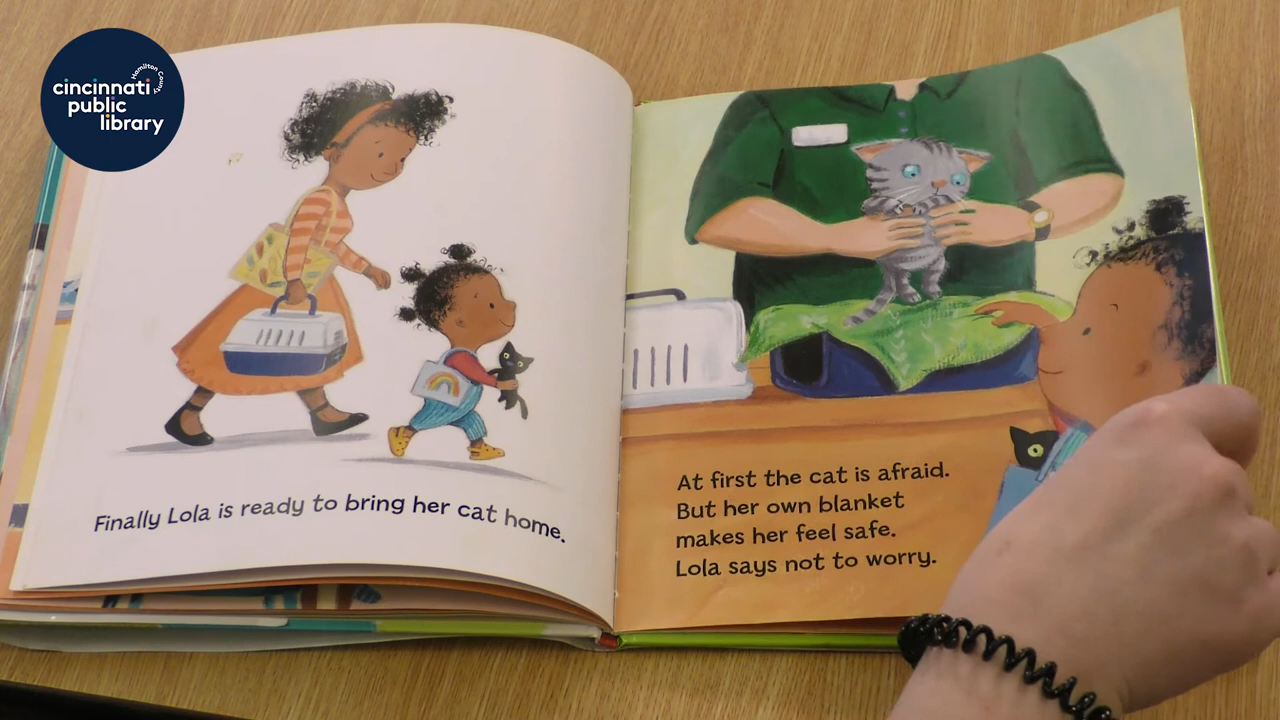 cincinnati
public
library
Hamilton County
Finally Lola is ready to bring her cat home.
At first the cat is afraid.
But her own blanket
makes her feel safe.
Lola says not to worry.